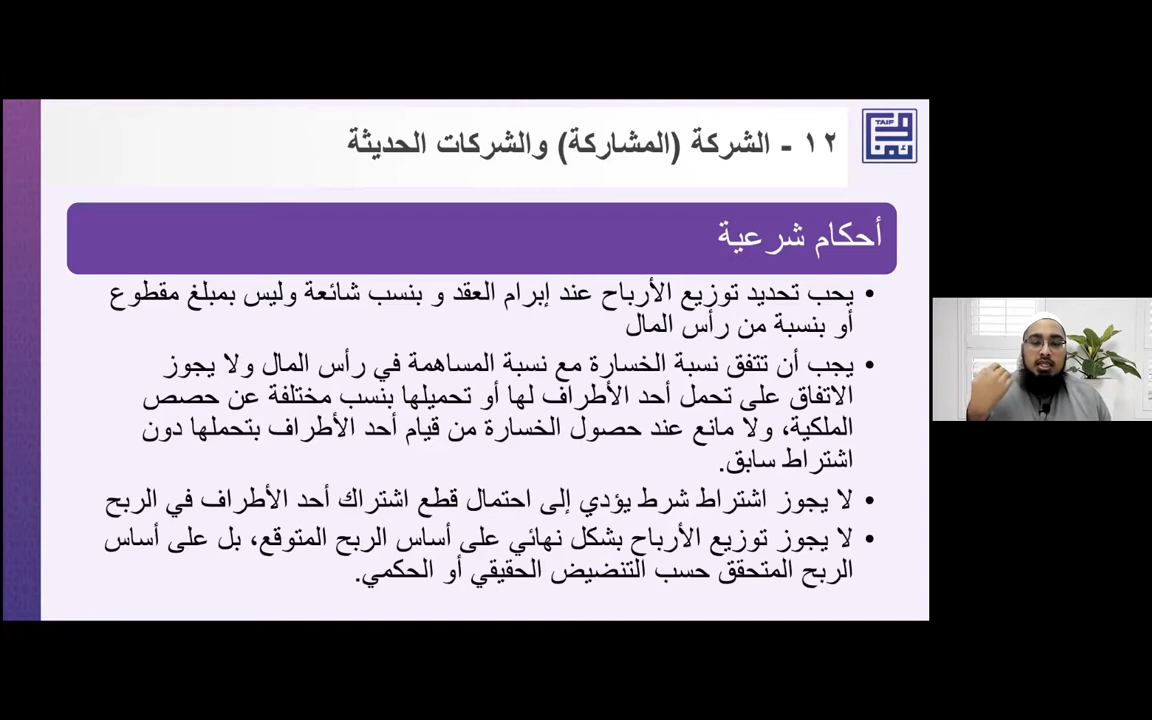 TAIF
١٢ - الشركة (المشاركة) والشركات الحديثة
أحكام شرعية
• يحب تحديد توزيع الأرباح عند إبرام العقد و بنسب شائعة وليس بمبلغ مقطوع
أو بنسبة من رأس المال
• يجب أن تتفق نسبة الخسارة مع نسبة المساهمة في رأس المال ولا يجوز
الاتفاق على تحمل أحد الأطراف لها أو تحميلها بنسب مختلفة عن حصص
الملكية، ولا مانع عند حصول الخسارة من قيام أحد الأطراف بتحملها دون
اشتراط سابق.
• لا يجوز اشتراط شرط يؤدي إلى احتمال قطع اشتراك أحد الأطراف في الربح
• لا يجوز توزيع الأرباح بشكل نهائي على أساس الربح المتوقع، بل على أساس
الربح المتحقق حسب التنضيض الحقيقي أو الحكمي.